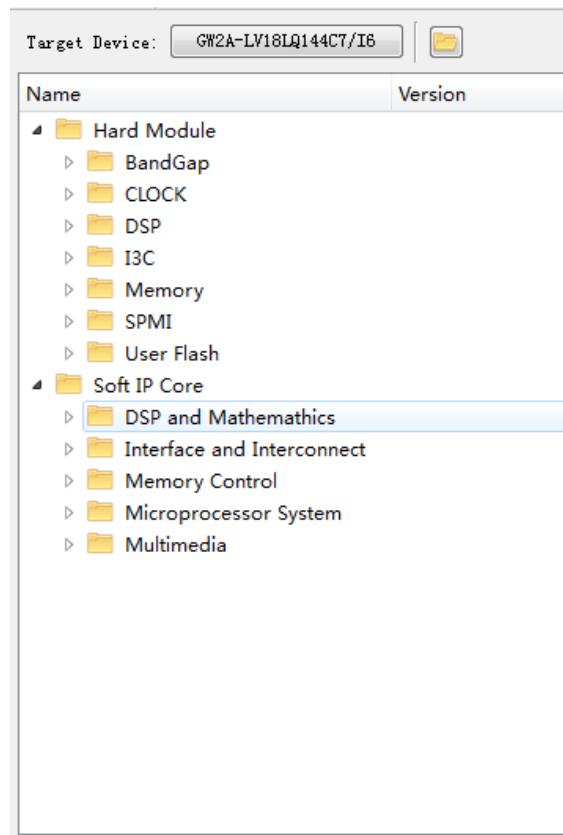 Target Device: GW2A-LV18LQ144C7/I6
Name Version
Hard Module
BandGap
CLOCK
DSP
I3C
Memory
SPMI
User Flash
Soft IP Core
DSP and Mathemathics
Interface and Interconnect
Memory Control
Microprocessor System
Multimedia